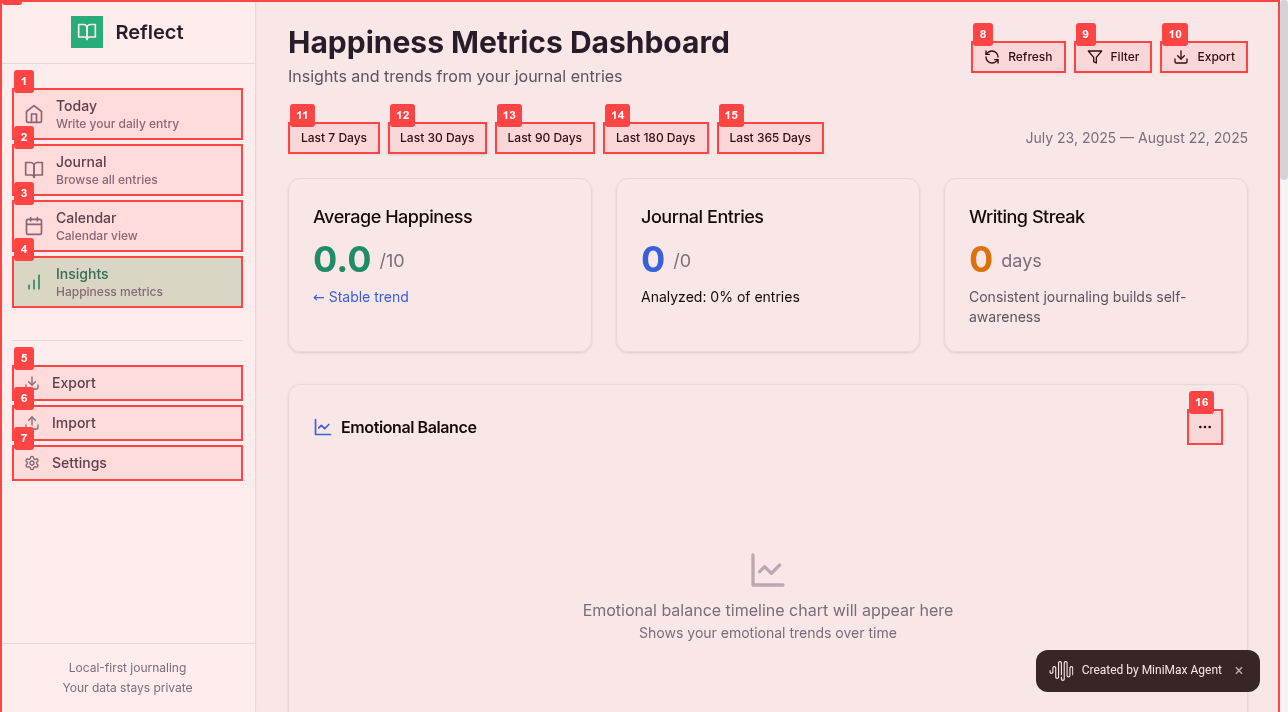 Reflect
1
Today
Write your daily entry
2
Journal
Browse all entries
3
Calendar
Calendar view
4
Insights
Happiness metrics
5
Export
6
Import
7
Settings
Local-first journaling
Your data stays private
Happiness Metrics Dashboard
Insights and trends from your journal entries
8
Refresh
9
Filter
10
Export
11
Last 7 Days
12
Last 30 Days
13
Last 90 Days
14
Last 180 Days
15
Last 365 Days
July 23, 2025 — August 22, 2025
Average Happiness
0.0 /10
← Stable trend
Journal Entries
0 /0
Analyzed: 0% of entries
Writing Streak
0 days
Consistent journaling builds self-
awareness
Emotional Balance
16
Emotional balance timeline chart will appear here
Shows your emotional trends over time
Created by MiniMax Agent ×